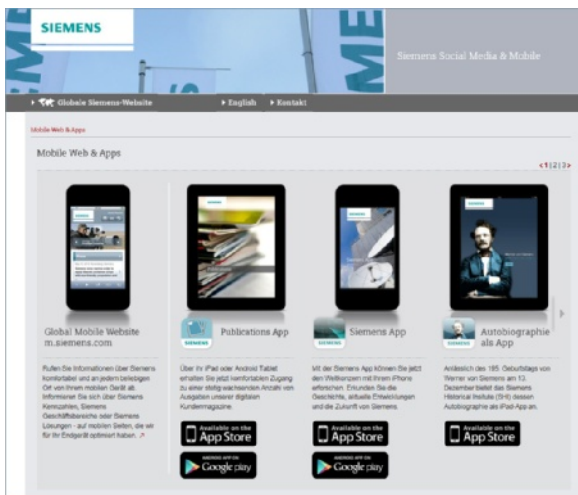 SIEMENS
Siemens Social Media & Mobile
Globale Siemens-Website
English
Kontakt
Mobile Web & Apps
Mobile Web & Apps
<1|2|3>
Global Mobile Website
m.siemens.com
Rufen Sie Informationen über Siemens
komfortabel und an jedem beliebigen
Ort von Ihrem mobilen Gerät ab.
Informieren Sie sich über Siemens
Kennzahlen, Siemens
Geschäftsbereiche oder Siemens
Lösungen - auf mobilen Seiten, die wir
für Ihr Endgerät optimiert haben.
SIEMENS
Publications App
Über Ihr iPad oder Android Tablet
erhalten Sie jetzt komfortablen Zugang
zu einer stetig wachsenden Anzahl von
Ausgaben unserer digitalen
Kundenmagazine.
Available on the
App Store
ANDROID APP ON
Google play
SIEMENS
Siemens App
Mit der Siemens App können Sie jetzt
den Weltkonzern mit Ihrem iPhone
erforschen. Erkunden Sie die
Geschichte, aktuelle Entwicklungen
und die Zukunft von Siemens.
Available on the
App Store
ANDROID APP ON
Google play
SIEMENS
Autobiographie
als App
Anlässlich des 195. Geburtstags von
Werner von Siemens am 13.
Dezember bietet das Siemens
Historical Institute (SHI) dessen
Autobiographie als iPad-App an.
Available on the
App Store